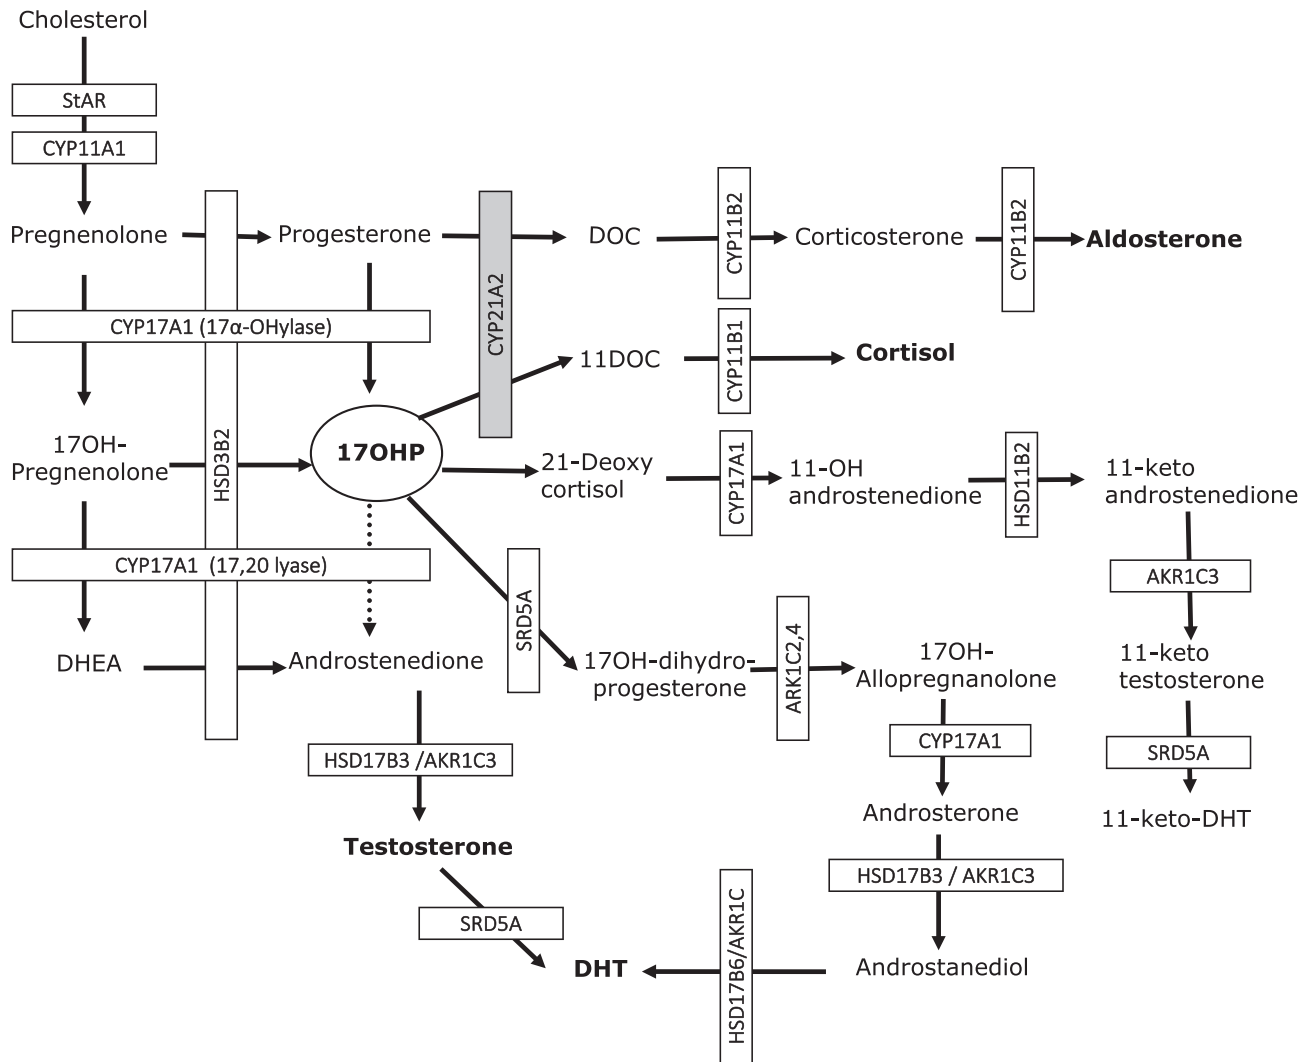 Cholesterol
StAR
CYP11A1
Pregnenolone
Progesterone
DOC
CYP11B2
Corticosterone
CYP11B2
Aldosterone
CYP17A1 (17α-OHylase)
CYP21A2
11DOC
CYP11B1
Cortisol
17OH-
Pregnenolone
HSD3B2
17OHP
21-Deoxy
cortisol
CYP17A1
11-OH
androstenedione
HSD11B2
11-keto
androstenedione
CYP17A1 (17,20 lyase)
SRD5A
AKR1C3
DHEA
Androstenedione
17OH-dihydro-
progesterone
ARK1C2,4
17OH-
Allopregnanolone
11-keto
testosterone
HSD17B3 /AKR1C3
CYP17A1
SRD5A
Testosterone
Androsterone
11-keto-DHT
SRD5A
HSD17B3 / AKR1C3
DHT
HSD17B6/AKR1C
Androstanediol